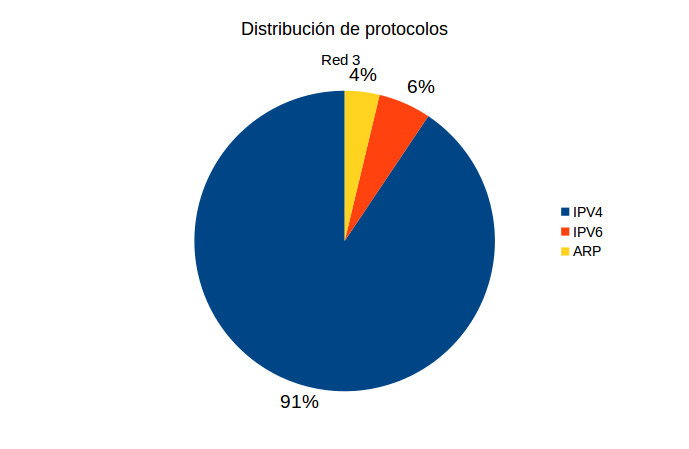 Distribución de protocolos
Red 3
4%
6%
91%
IPV4
IPV6
ARP